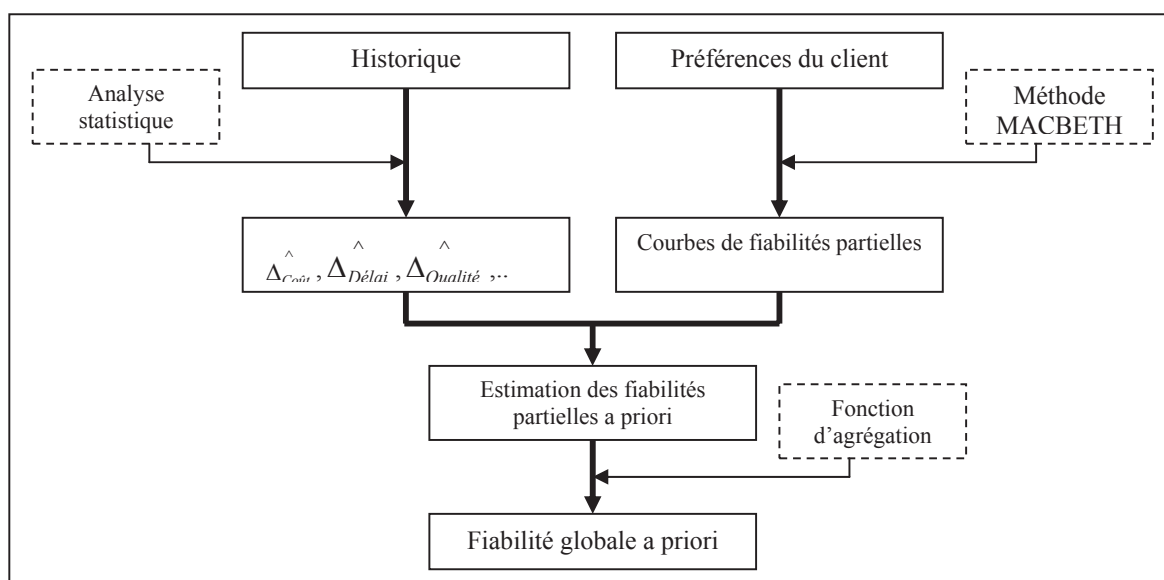 Historique
Préférences du client
Analyse
statistique
Méthode
MACBETH
Δ̂Coût , Δ̂Délai , Δ̂Qualité ,..
Courbes de fiabilités partielles
Estimation des fiabilités
partielles a priori
Fonction
d’agrégation
Fiabilité globale a priori